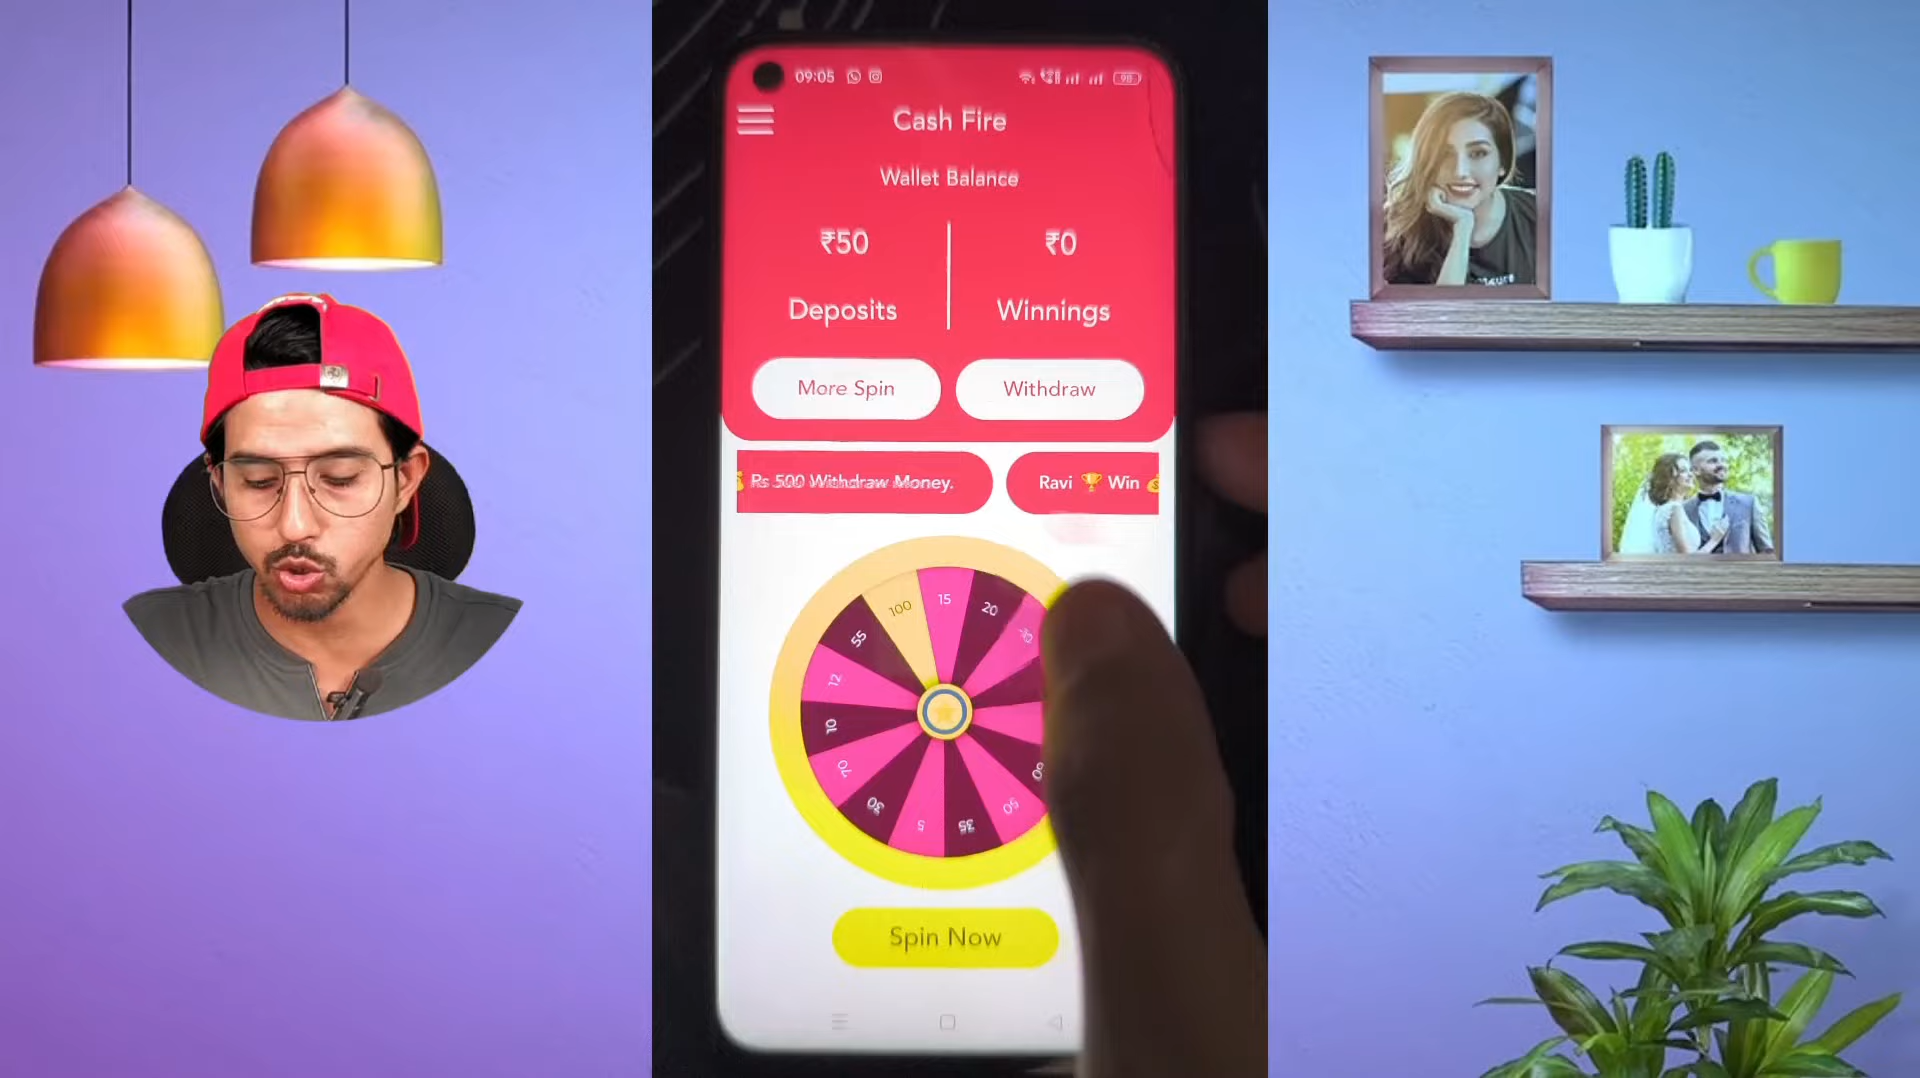 09:05
98
Cash Fire
Wallet Balance
₹50
₹0
Deposits
Winnings
More Spin
Withdraw
Rs 500 Withdraw Money.
Ravi 🏆 Win
100
15
20
55
12
10
70
30
5
35
50
Spin Now